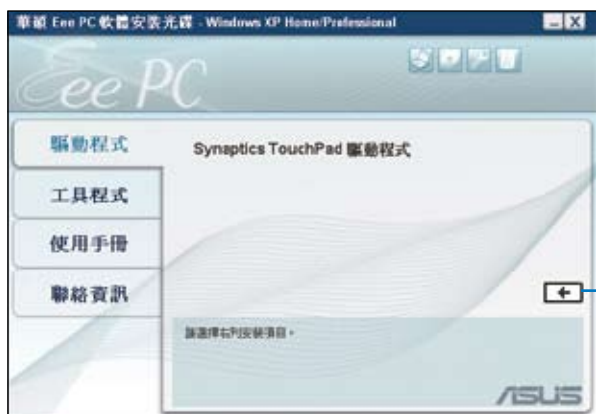 華碩 Eee PC 軟體安裝光碟 - Windows XP Home/Professional
Eee PC
驅動程式
Synaptics TouchPad 驅動程式
工具程式
使用手冊
聯絡資訊
請選擇右列安裝項目。
ASUS